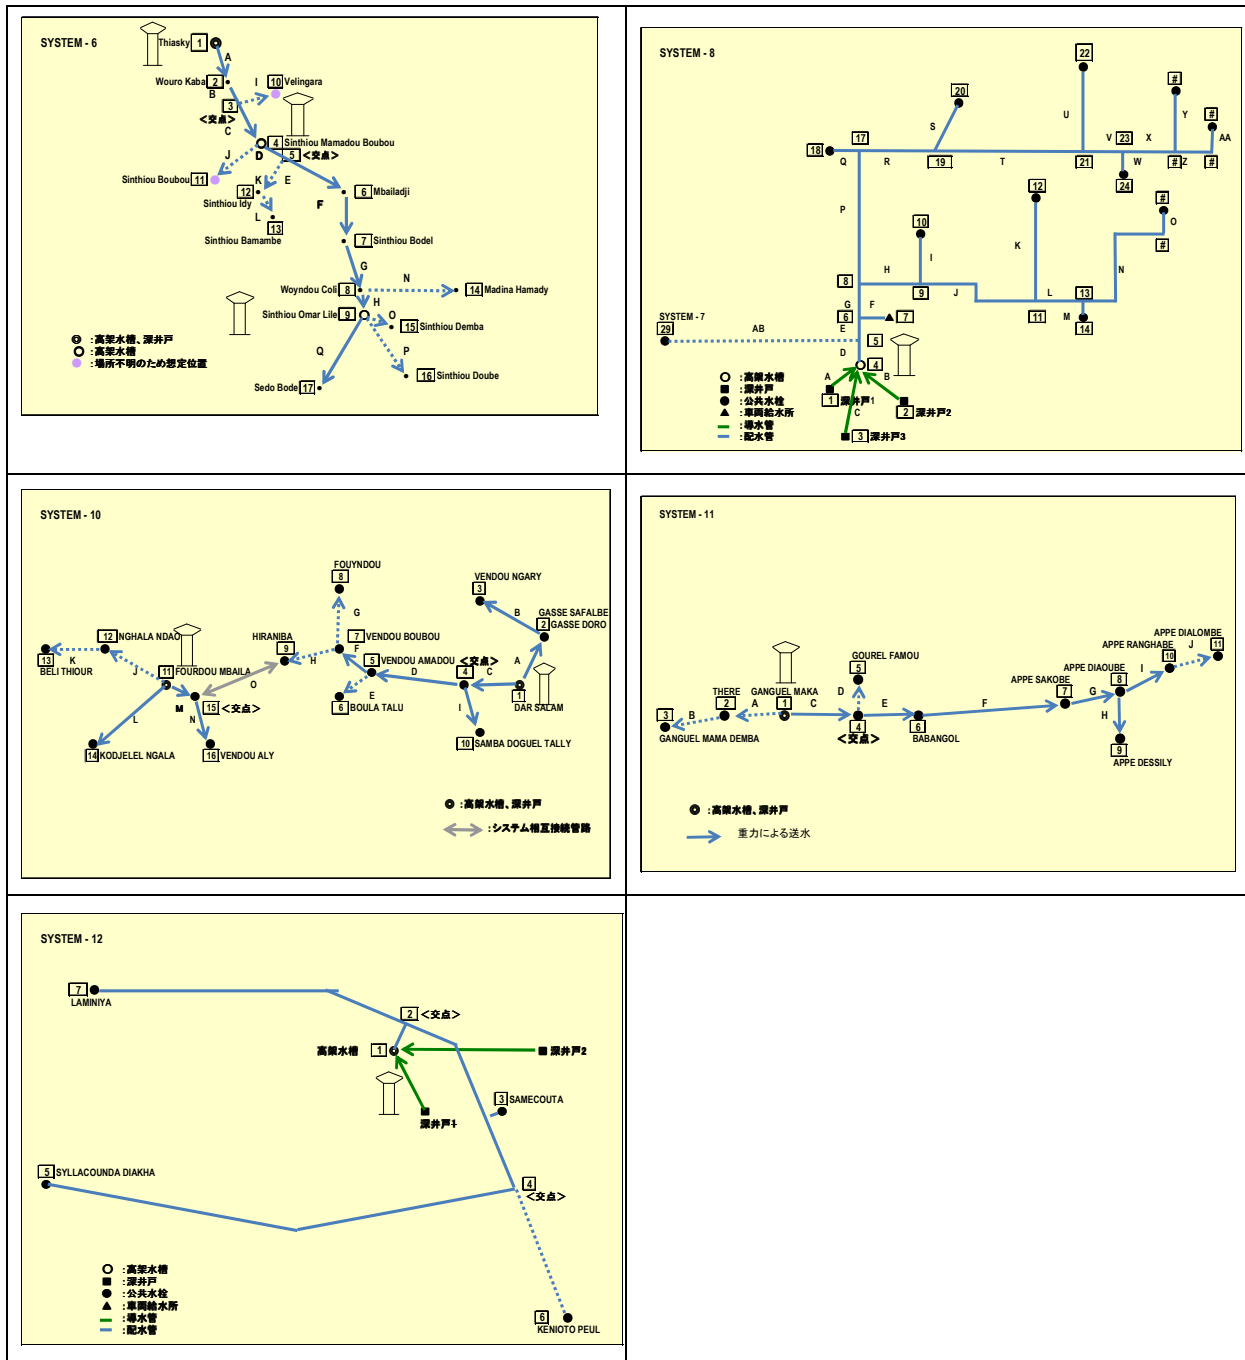 SYSTEM - 6
Thiasky 1
A
Wouro Kaba 2
B
I
10 Velingara
3
<交点>
C
4 Sinthiou Mamadou Boubou
D
5 <交点>
J
Sinthiou Boubou 11
K
E
12
Sinthiou Idy
6 Mbailadji
F
L
13
Sinthiou Bamambe
7 Sinthiou Bodel
G
N
Woyndou Coli 8
14 Madina Hamady
H
Sinthiou Omar Lile 9
O
15 Sinthiou Demba
Q
P
16 Sinthiou Doube
Sedo Bode 17
:高架水槽、深井戸
:高架水槽
:場所不明のため想定位置
SYSTEM - 8
22
#
20
U
Y
#
S
17
V
23
X
AA
18
Q
R
19
T
21
W
#
Z
#
24
12
P
#
10
K
O
I
#
8
H
N
9
J
13
G
F
L
SYSTEM-7
6
7
11
M
29
AB
E
14
5
D
4
A
B
1 深井戸1
C
2 深井戸2
3 深井戸3
:高架水槽
:深井戸
:公共水栓
:車両給水所
:導水管
:配水管
SYSTEM - 10
FOUYNDOU
8
VENDOU NGARY
3
G
B
GASSE SAFALBE
2 GASSE DORO
12 NGHALA NDAO
HIRANIBA
9
7 VENDOU BOUBOU
F
H
13
K
BELI THIOUR
J
11 FOURDOU MBAILA
5 VENDOU AMADOU
D
<交点>
4
C
A
O
E
1
DAR SALAM
M
15 <交点>
6 BOULA TALU
I
L
N
14 KODJELEL NGALA
16 VENDOU ALY
10 SAMBA DOGUEL TALLY
:高架水槽、深井戸
:システム相互接続管路
SYSTEM - 11
APPE DIALOMBE
11
APPE RANGHABE
10
J
GOUREL FAMOU
5
APPE DIAOUBE
8
I
APPE SAKOBE
7
G
THERE
2
GANGUEL MAKA
1
A
C
D
E
F
3
B
GANGUEL MAMA DEMBA
4
<交点>
6
BABANGOL
H
9
APPE DESSILY
:高架水槽、深井戸
重力による送水
SYSTEM - 12
7
LAMINIYA
2 <交点>
高架水槽 1
深井戸2
3 SAMECOUTA
深井戸1
5 SYLLACOUNDA DIAKHA
4
<交点>
:高架水槽
:深井戸
:公共水栓
:車両給水所
:導水管
:配水管
6
KENIOTO PEUL